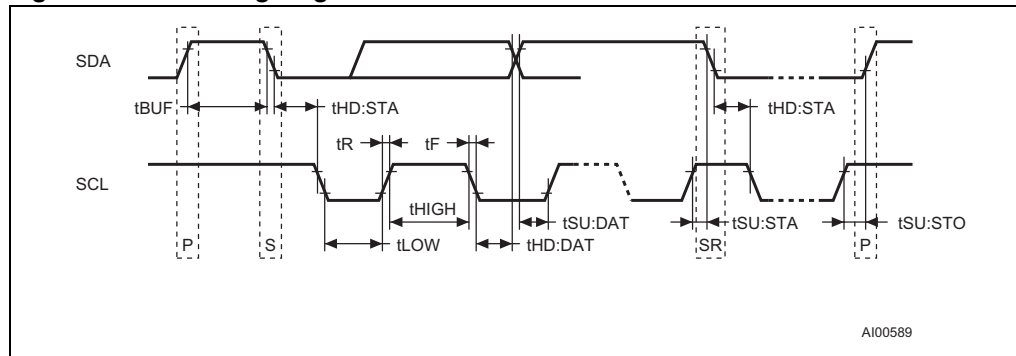 SDA
tBUF
tHD:STA
tHD:STA
tR
tF
SCL
tHIGH
tSU:DAT
tSU:STA
tSU:STO
P
S
tLOW
tHD:DAT
SR
P
AI00589